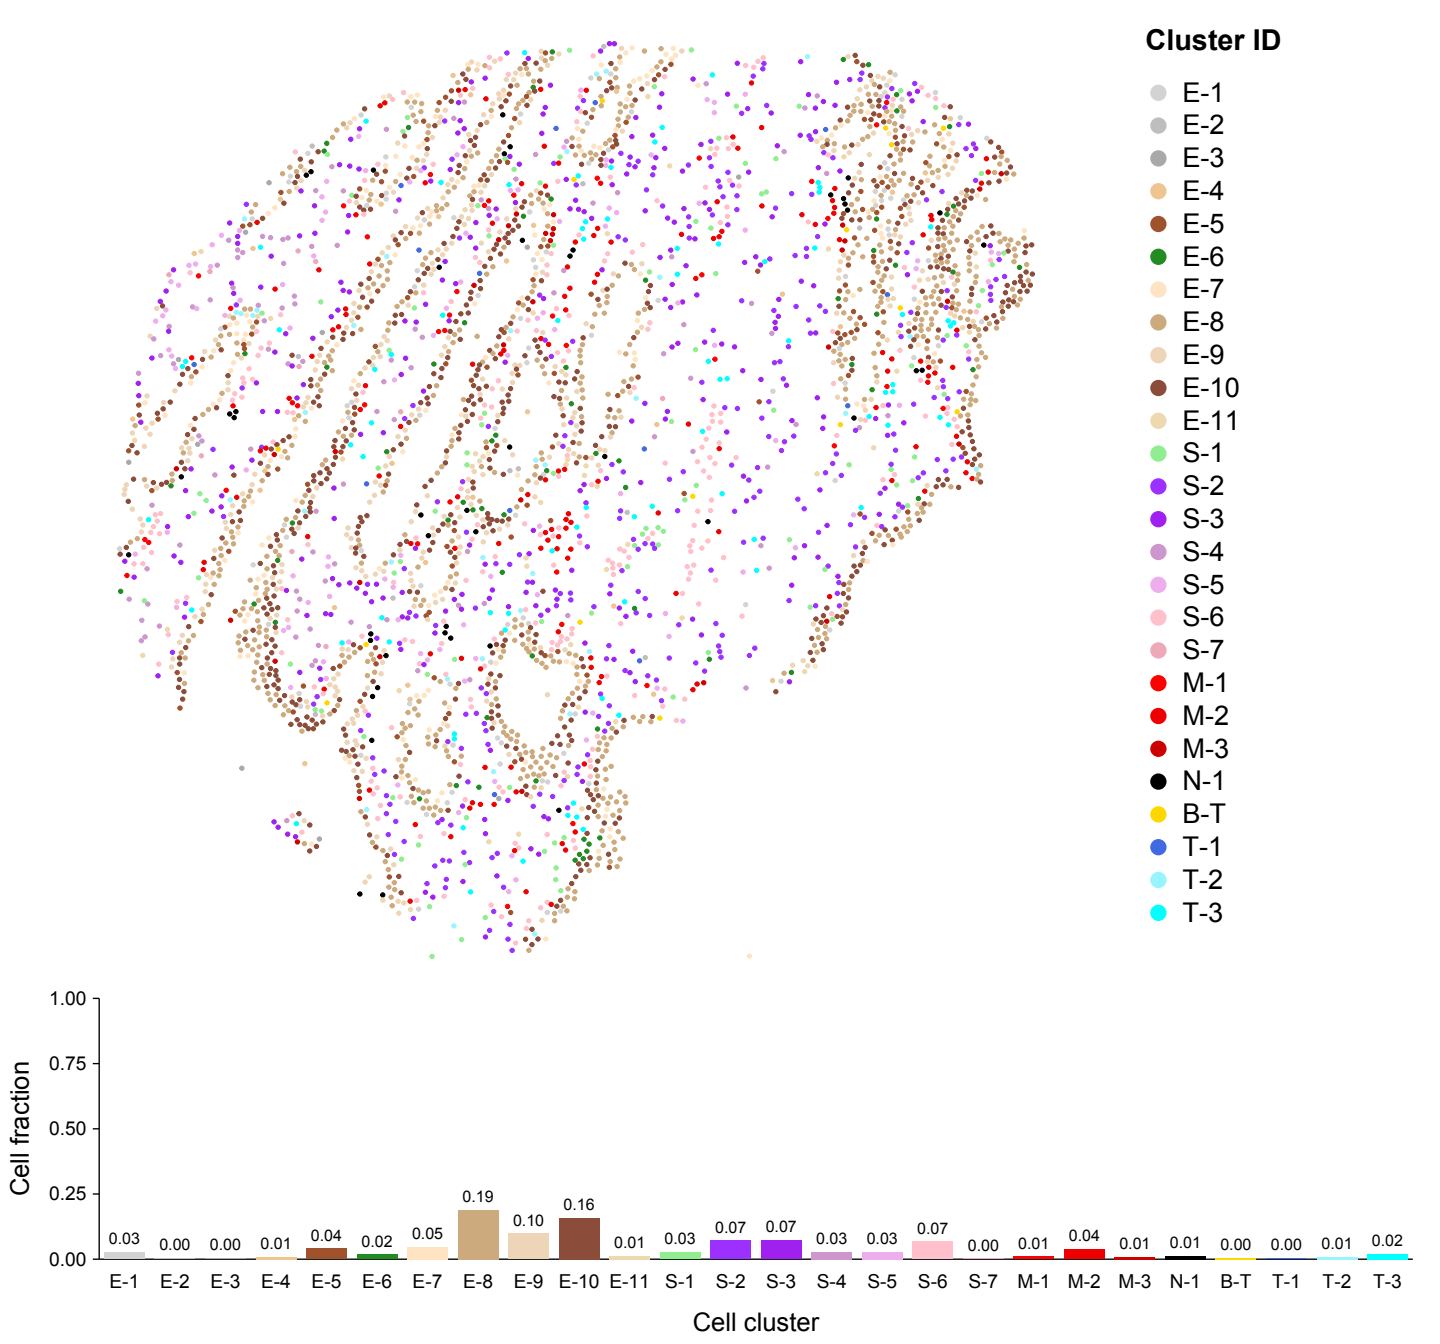 Cluster ID
E-1
E-2
E-3
E-4
E-5
E-6
E-7
E-8
E-9
E-10
E-11
S-1
S-2
S-3
S-4
S-5
S-6
S-7
M-1
M-2
M-3
N-1
B-T
T-1
T-2
T-3
Cell fraction
1.00
0.75
0.50
0.25
0.00
0.03 0.00 0.00 0.01 0.04 0.02 0.05 0.19 0.10 0.16 0.01 0.03 0.07 0.07 0.03 0.03 0.07 0.00 0.01 0.04 0.01 0.01 0.00 0.00 0.01 0.02
E-1 E-2 E-3 E-4 E-5 E-6 E-7 E-8 E-9 E-10 E-11 S-1 S-2 S-3 S-4 S-5 S-6 S-7 M-1 M-2 M-3 N-1 B-T T-1 T-2 T-3
Cell cluster